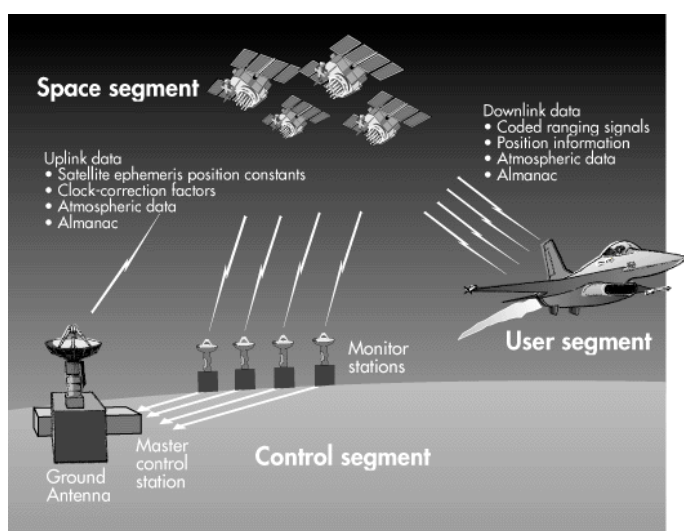 Space segment
Downlink data
• Coded ranging signals
• Position information
• Atmospheric data
• Almanac
Uplink data
• Satellite ephemeris position constants
• Clock-correction factors
• Atmospheric data
• Almanac
User segment
Monitor
stations
Master
control
station
Control segment
Ground
Antenna